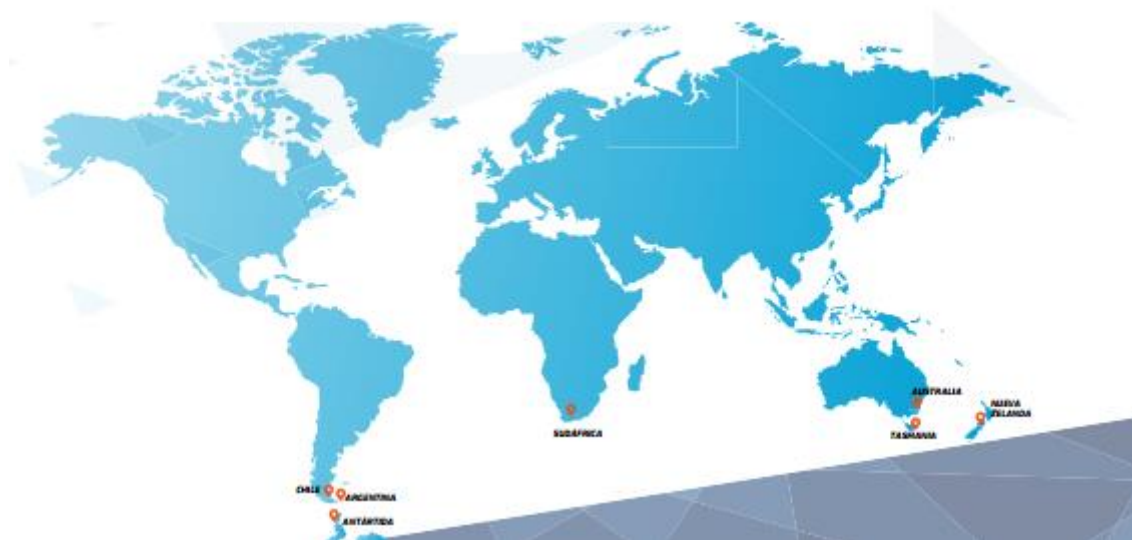 AUSTRALIA
NUEVA
ZELANDA
SUDÁFRICA
TASMANIA
CHILE
ARGENTINA
ANTÁRTIDA